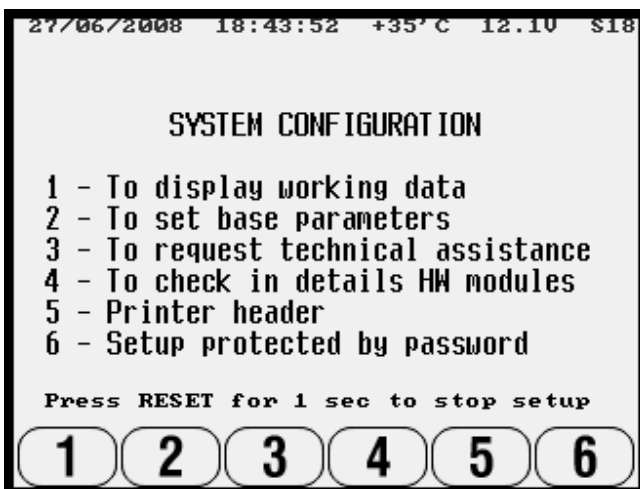 27/06/2008 18:43:52 +35'C 12.1V S18
SYSTEM CONFIGURATION
1 - To display working data
2 - To set base parameters
3 - To request technical assistance
4 - To check in details HW modules
5 - Printer header
6 - Setup protected by password
Press RESET for 1 sec to stop setup
1 2 3 4 5 6